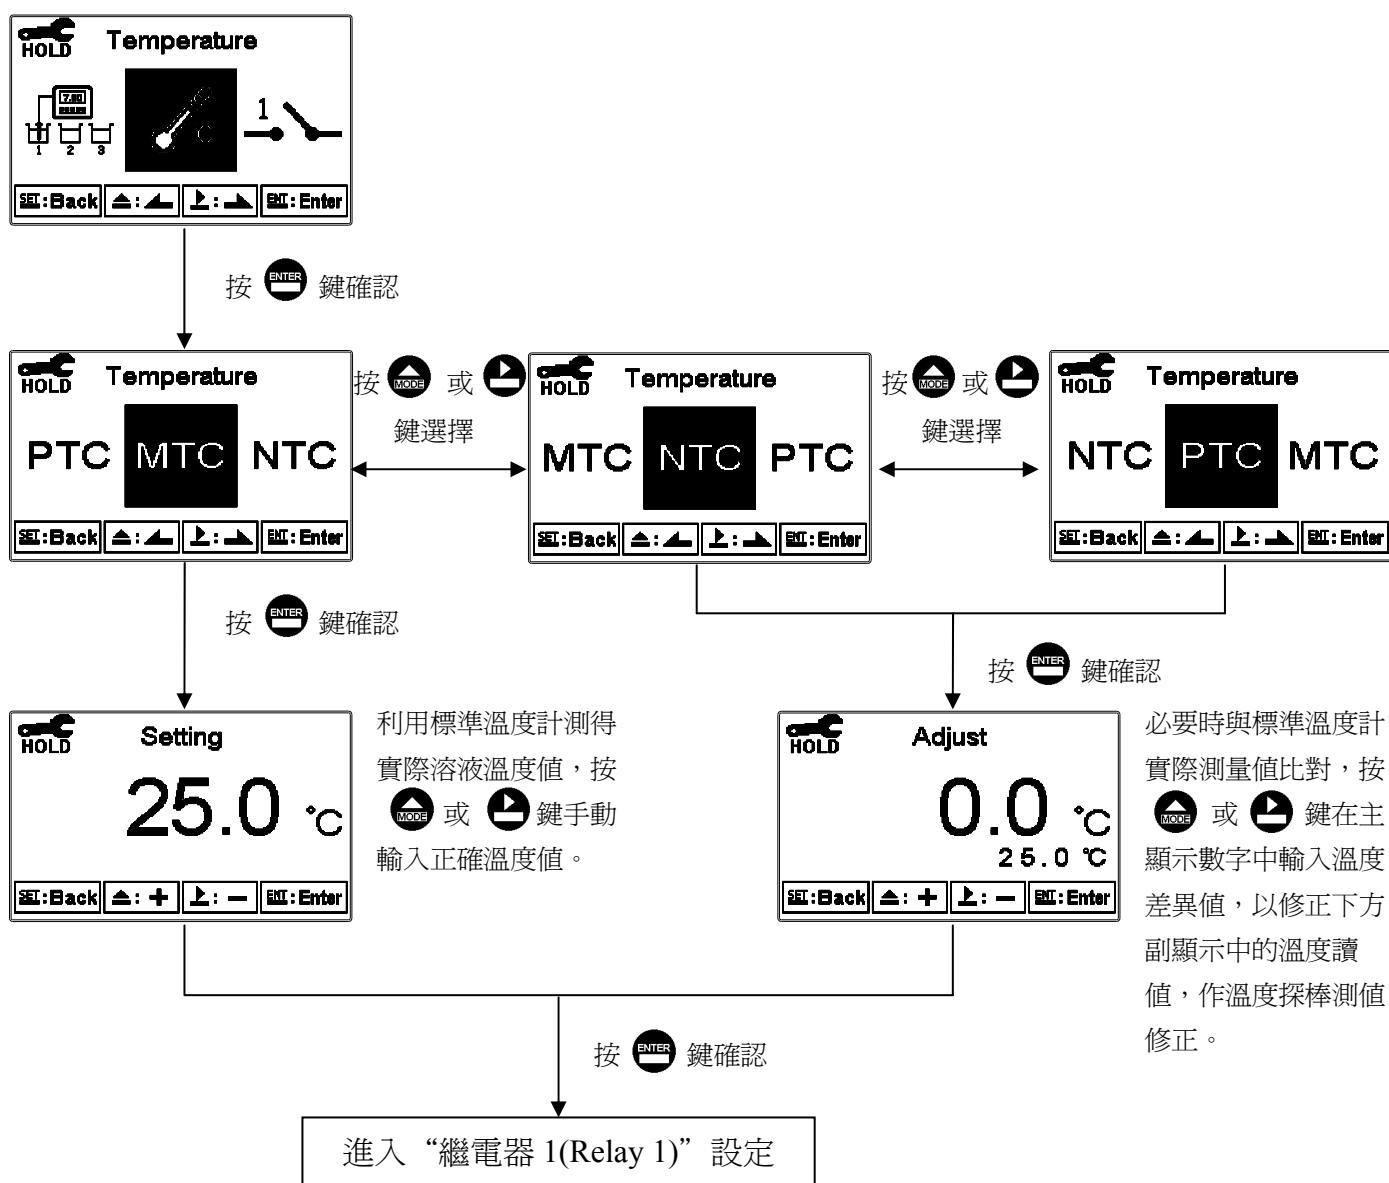 HOLD Temperature
7.00
1
1 2 3
SET:Back ENT:Enter
按 ENTER 鍵確認
HOLD Temperature
PTC MTC NTC
SET:Back ENT:Enter
按 MODE 或
鍵選擇
HOLD Temperature
MTC NTC PTC
SET:Back ENT:Enter
按 MODE 或
鍵選擇
HOLD Temperature
NTC PTC MTC
SET:Back ENT:Enter
按 ENTER 鍵確認
按 ENTER 鍵確認
HOLD Setting
25.0 °C
SET:Back : + : − ENT:Enter
利用標準溫度計測得
實際溶液溫度值，按
MODE 或 鍵手動
輸入正確溫度值。
HOLD Adjust
0.0 °C
25.0 ℃
SET:Back : + : − ENT:Enter
必要時與標準溫度計
實際測量值比對，按
MODE 或 鍵在主
顯示數字中輸入溫度
差異值，以修正下方
副顯示中的溫度讀
值，作溫度探棒測值
修正。
按 ENTER 鍵確認
進入“繼電器 1(Relay 1)”設定